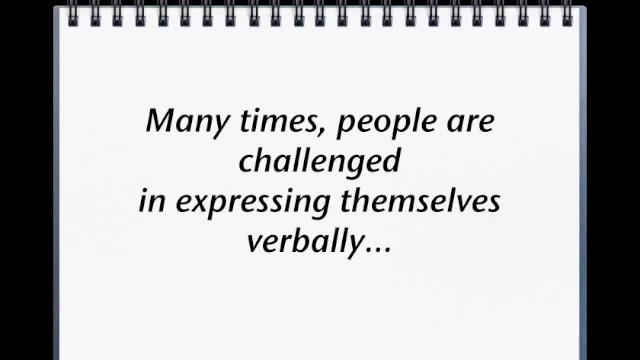 Many times, people are
challenged
in expressing themselves
verbally...